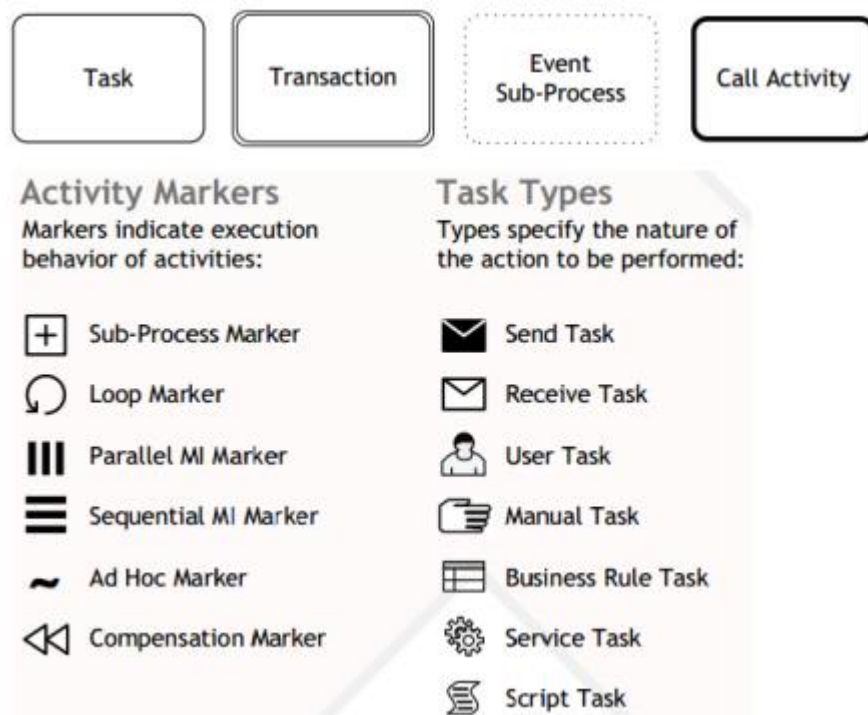 Task
Transaction
Event
Sub-Process
Call Activity
Activity Markers
Markers indicate execution
behavior of activities:
Sub-Process Marker
Loop Marker
Parallel MI Marker
Sequential MI Marker
Ad Hoc Marker
Compensation Marker
Task Types
Types specify the nature of
the action to be performed:
Send Task
Receive Task
User Task
Manual Task
Business Rule Task
Service Task
Script Task